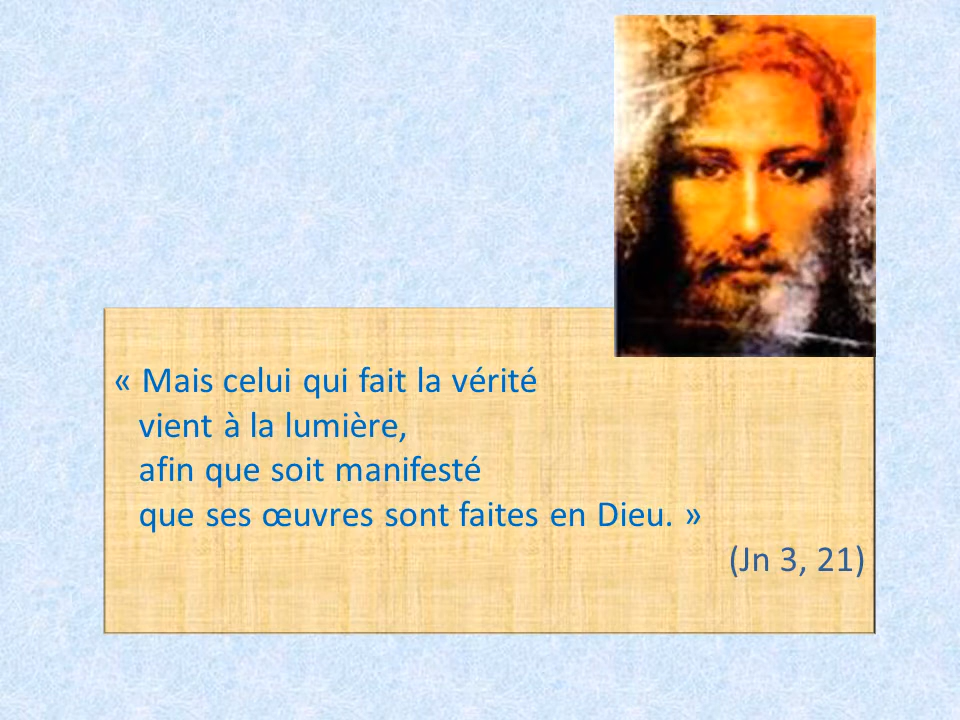 « Mais celui qui fait la vérité
vient à la lumière,
afin que soit manifesté
que ses œuvres sont faites en Dieu. »
(Jn 3, 21)